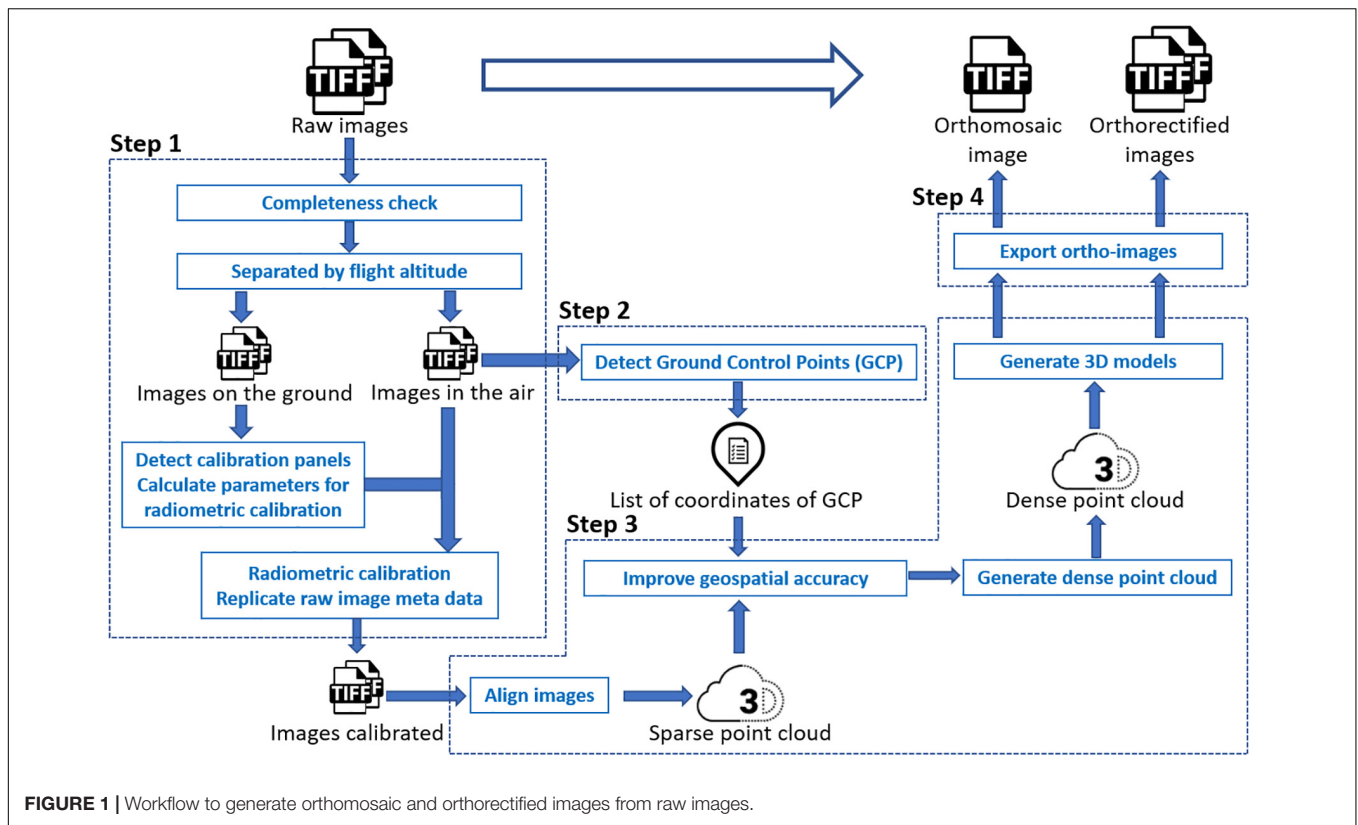 TIFF
Raw images
TIFF
Orthomosaic
image
TIFF
Orthorectified
images
Step 1
Completeness check
Separated by flight altitude
TIFF
Images on the ground
TIFF
Images in the air
Detect calibration panels
Calculate parameters for
radiometric calibration
Radiometric calibration
Replicate raw image meta data
TIFF
Images calibrated
Step 2
Detect Ground Control Points (GCP)
List of coordinates of GCP
Step 3
Improve geospatial accuracy
Align images
3D
Sparse point cloud
Generate dense point cloud
3D
Dense point cloud
Generate 3D models
Step 4
Export ortho-images
FIGURE 1 | Workflow to generate orthomosaic and orthorectified images from raw images.